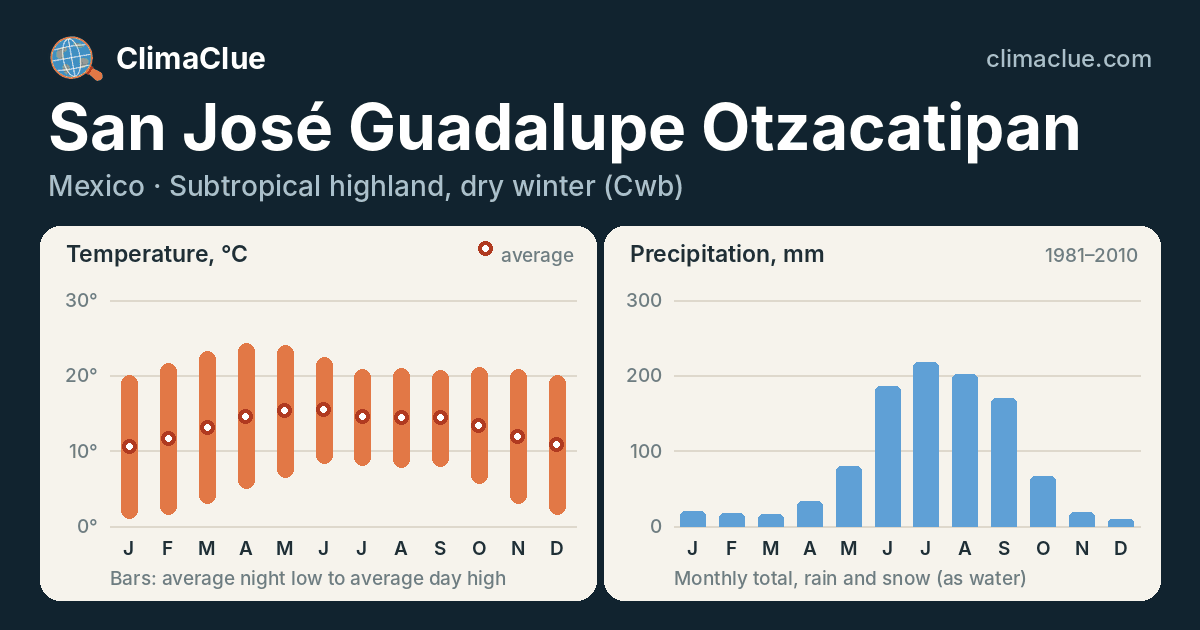 ClimaClue
climaclue.com
San José Guadalupe Otzacatipan
Mexico · Subtropical highland, dry winter (Cwb)
Temperature, °C
average
30°
20°
10°
0°
J F M A M J J A S O N D
Bars: average night low to average day high
Precipitation, mm
1981–2010
300
200
100
0
J F M A M J J A S O N D
Monthly total, rain and snow (as water)